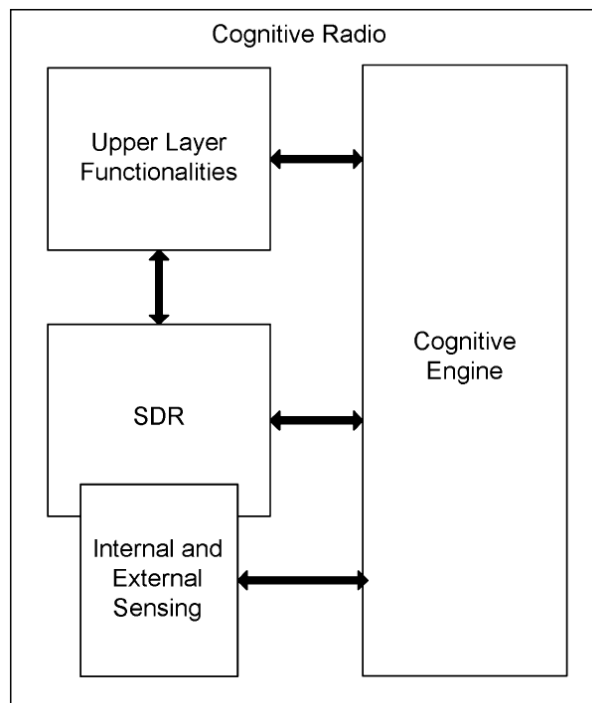 Cognitive Radio
Upper Layer
Functionalities
Cognitive
Engine
SDR
Internal and
External
Sensing